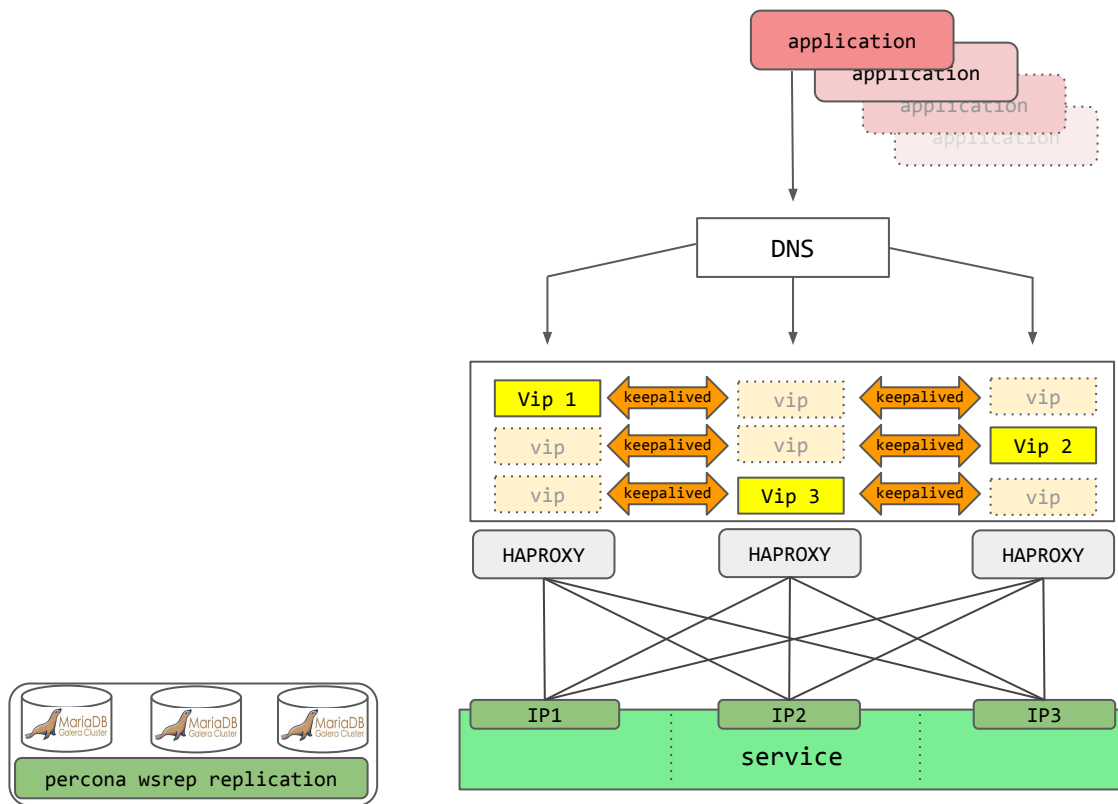 application
application
application
application
DNS
Vip 1
keepalived
vip
keepalived
vip
vip
keepalived
vip
keepalived
Vip 2
vip
keepalived
Vip 3
keepalived
vip
HAPROXY
HAPROXY
HAPROXY
IP1
IP2
IP3
service
MariaDB
Galera Cluster
MariaDB
Galera Cluster
MariaDB
Galera Cluster
percona wsrep replication